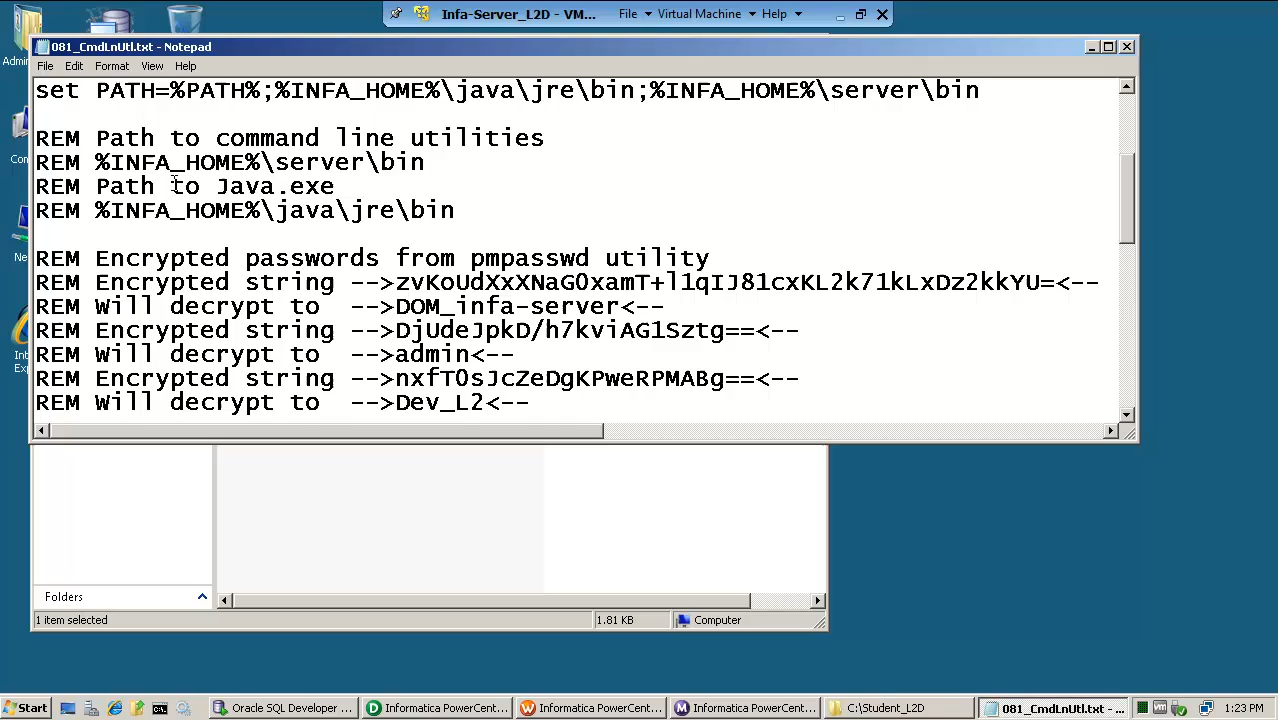 Infa-Server_L2D - VM... File Virtual Machine Help
081_CmdLnUtl.txt - Notepad
File Edit Format View Help
set PATH=%PATH%;%INFA_HOME%\java\jre\bin;%INFA_HOME%\server\bin
REM Path to command line utilities
REM %INFA_HOME%\server\bin
REM Path to Java.exe
REM %INFA_HOME%\java\jre\bin
REM Encrypted passwords from pmpasswd utility
REM Encrypted string -->zvKoUdXxXNaG0xamT+l1qIJ81cxKL2k71kLxDz2kkYU=<--
REM Will decrypt to -->DOM_infa-server<--
REM Encrypted string -->DjUdeJpkD/h7kviAG1Sztg==<--
REM Will decrypt to -->admin<--
REM Encrypted string -->nxfT0sJcZeDgKPweRPMABg==<--
REM Will decrypt to -->Dev_L2<--
Folders
1 item selected 1.81 KB Computer
Start Oracle SQL Developer ... Informatica PowerCent... Informatica PowerCent... Informatica PowerCent... C:\Student_L2D 081_CmdLnUtl.txt - ... 1:23 PM